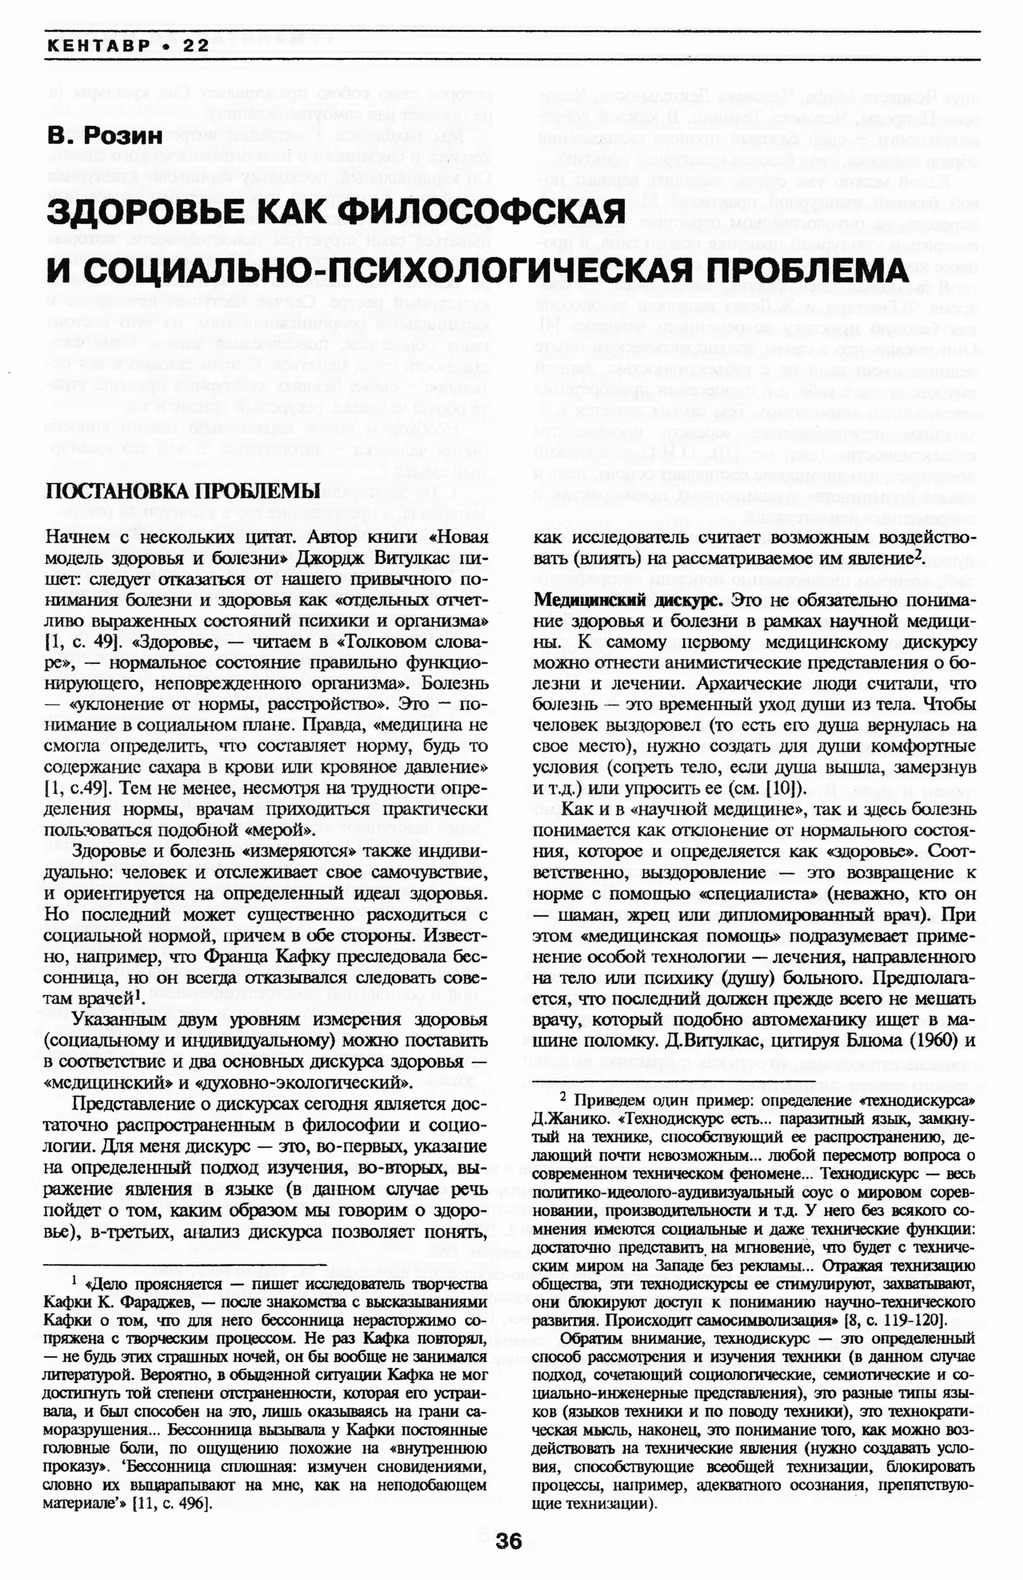 КЕНТАВР • 22
В. Розин
ЗДОРОВЬЕ КАК ФИЛОСОФСКАЯ
И СОЦИАЛЬНО-ПСИХОЛОГИЧЕСКАЯ ПРОБЛЕМА
ПОСТАНОВКА ПРОБЛЕМЫ
Начнем с нескольких цитат. Автор книги «Новая
модель здоровья и болезни» Джордж Витулкас пи-
шет: следует отказаться от нашего привычного по-
нимания болезни и здоровья как «отдельных отчет-
ливо выраженных состояний психики и организма»
[1, с. 49]. «Здоровье, — читаем в «Толковом слова-
ре», — нормальное состояние правильно функцио-
нирующего, неповрежденного организма». Болезнь
— «уклонение от нормы, расстройство». Это — по-
нимание в социальном плане. Правда, «медицина не
смогла определить, что составляет норму, будь то
содержание сахара в крови или кровяное давление»
[1, с.49]. Тем не менее, несмотря на трудности опре-
деления нормы, врачам приходиться практически
пользоваться подобной «мерой».
Здоровье и болезнь «измеряются» также индиви-
дуально: человек и отслеживает свое самочувствие,
и ориентируется на определенный идеал здоровья.
Но последний может существенно расходиться с
социальной нормой, причем в обе стороны. Извест-
но, например, что Франца Кафку преследовала бес-
сонница, но он всегда отказывался следовать сове-
там врачей¹.
Указанным двум уровням измерения здоровья
(социальному и индивидуальному) можно поставить
в соответствие и два основных дискурса здоровья —
«медицинский» и «духовно-экологический».
Представление о дискурсах сегодня является дос-
таточно распространенным в философии и социо-
логии. Для меня дискурс — это, во-первых, указание
на определенный подход изучения, во-вторых, вы-
ражение явления в языке (в данном случае речь
пойдет о том, каким образом мы говорим о здоро-
вье), в-третьих, анализ дискурса позволяет понять,
¹ «Дело проясняется — пишет исследователь творчества
Кафки К. Фараджев, — после знакомства с высказываниями
Кафки о том, что для него бессонница нерасторжимо со-
пряжена с творческим процессом. Не раз Кафка повторял,
— не будь этих страшных ночей, он бы вообще не занимался
литературой. Вероятно, в обыденной ситуации Кафка не мог
достигнуть той степени отстраненности, которая его устраи-
вала, и был способен на это, лишь оказываясь на грани са-
моразрушения... Бессонница вызывала у Кафки постоянные
головные боли, по ощущению похожие на «внутреннюю
проказу». ‘Бессонница сплошная: измучен сновидениями,
словно их выцарапывают на мне, как на неподобающем
материале’» [11, с. 496].
как исследователь считает возможным воздейство-
вать (влиять) на рассматриваемое им явление².
Медицинский дискурс. Это не обязательно понима-
ние здоровья и болезни в рамках научной медици-
ны. К самому первому медицинскому дискурсу
можно отнести анимистические представления о бо-
лезни и лечении. Архаические люди считали, что
болезнь — это временный уход души из тела. Чтобы
человек выздоровел (то есть его душа вернулась на
свое место), нужно создать для души комфортные
условия (согреть тело, если душа вышла, замерзнув
и т.д.) или упросить ее (см. [10]).
Как и в «научной медицине», так и здесь болезнь
понимается как отклонение от нормального состоя-
ния, которое и определяется как «здоровье». Соот-
ветственно, выздоровление — это возвращение к
норме с помощью «специалиста» (неважно, кто он
— шаман, жрец или дипломированный врач). При
этом «медицинская помощь» подразумевает приме-
нение особой технологии — лечения, направленного
на тело или психику (душу) больного. Предполага-
ется, что последний должен прежде всего не мешать
врачу, который подобно автомеханику ищет в ма-
шине поломку. Д.Витулкас, цитируя Блюма (1960) и
² Приведем один пример: определение «технодискурса»
Д.Жанико. «Технодискурс есть... паразитный язык, замкну-
тый на технике, способствующий ее распространению, де-
лающий почти невозможным... любой пересмотр вопроса о
современном техническом феномене... Технодискурс — весь
политико-идеолого-аудивизуальный соус о мировом сорев-
новании, производительности и т.д. У него без всякого со-
мнения имеются социальные и даже технические функции:
достаточно представить на мгновение, что будет с техниче-
ским миром на Западе без рекламы... Отражая технизацию
общества, эти технодискурсы ее стимулируют, захватывают,
они блокируют доступ к пониманию научно-технического
развития. Происходит самосимволизация» [8, с. 119-120].
Обратим внимание, технодискурс — это определенный
способ рассмотрения и изучения техники (в данном случае
подход, сочетающий социологические, семиотические и со-
циально-инженерные представления), это разные типы язы-
ков (языков техники и по поводу техники), это технократи-
ческая мысль, наконец, это понимание того, как можно воз-
действовать на технические явления (нужно создавать усло-
вия, способствующие всеобщей технизации, блокировать
процессы, например, адекватного осознания, препятствую-
щие технизации).
36